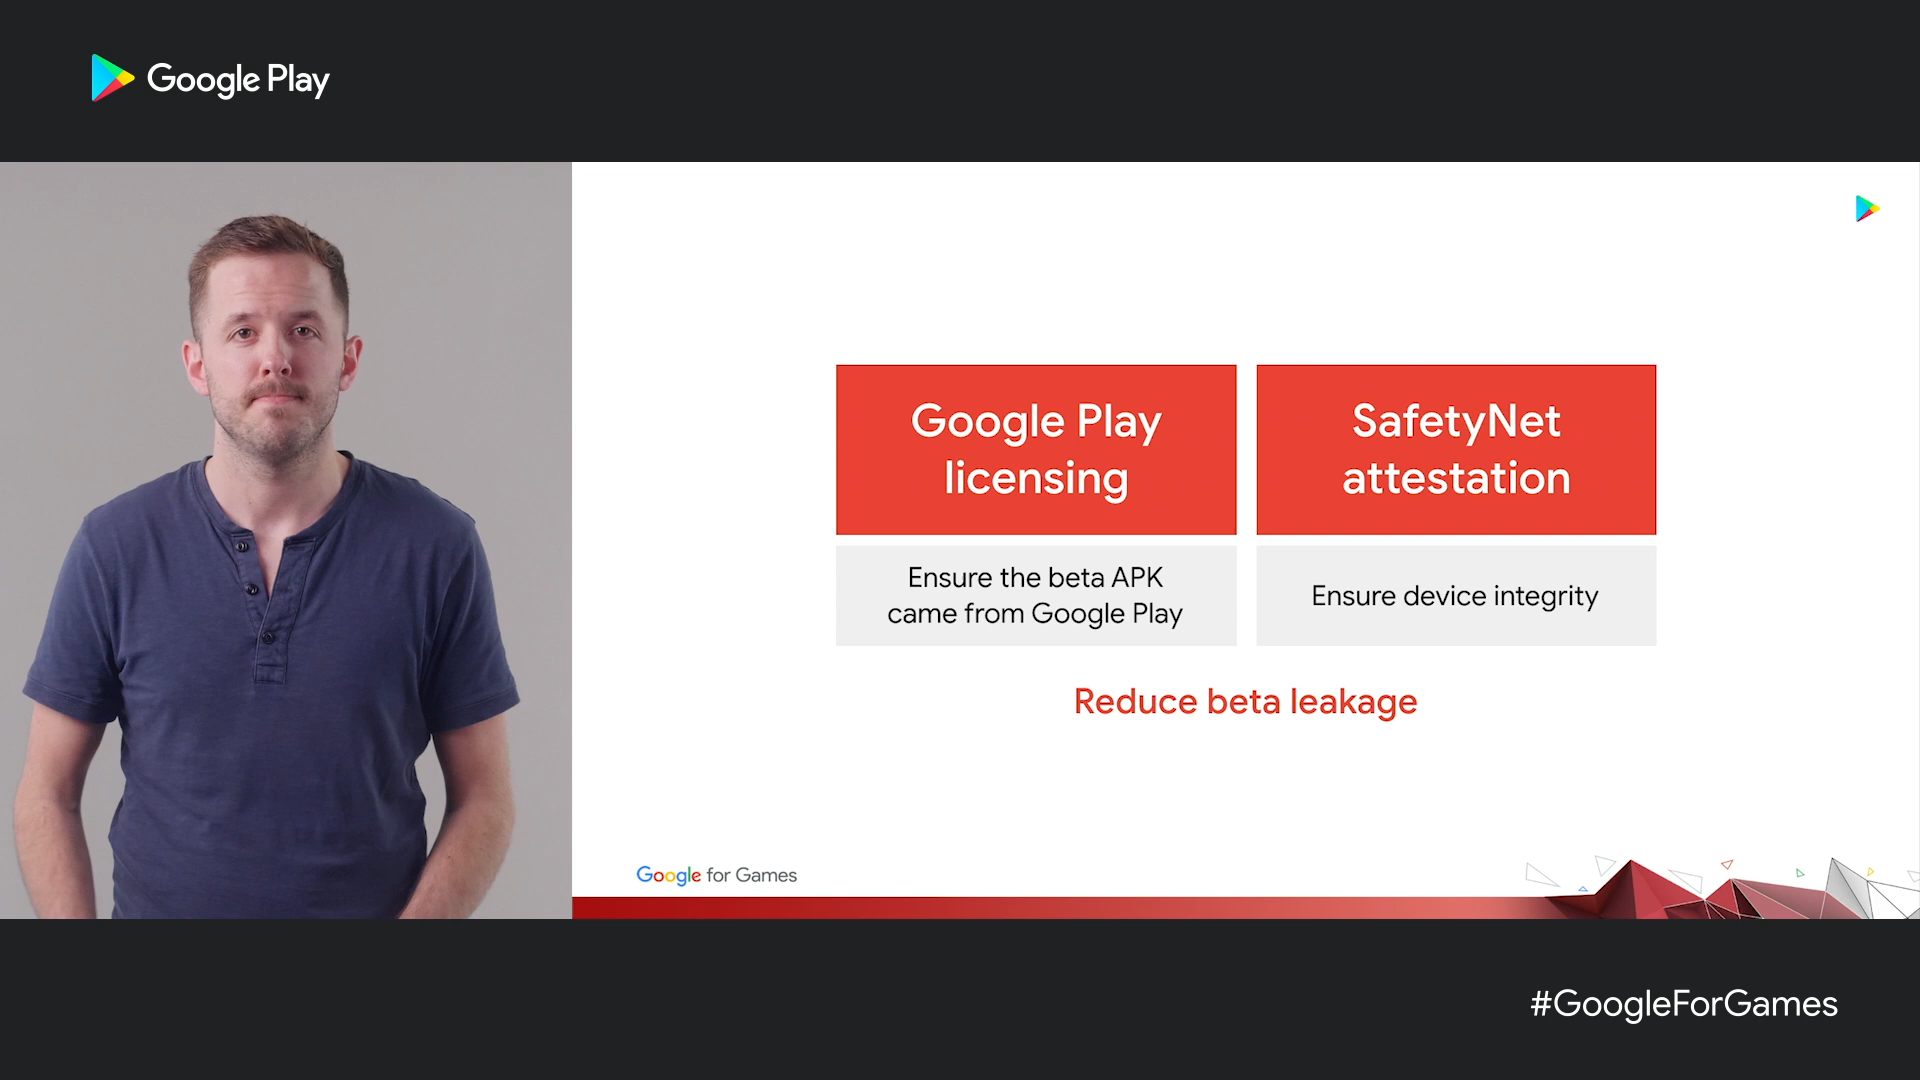 Google Play
Google Play
licensing
SafetyNet
attestation
Ensure the beta APK
came from Google Play
Ensure device integrity
Reduce beta leakage
Google for Games
#GoogleForGames